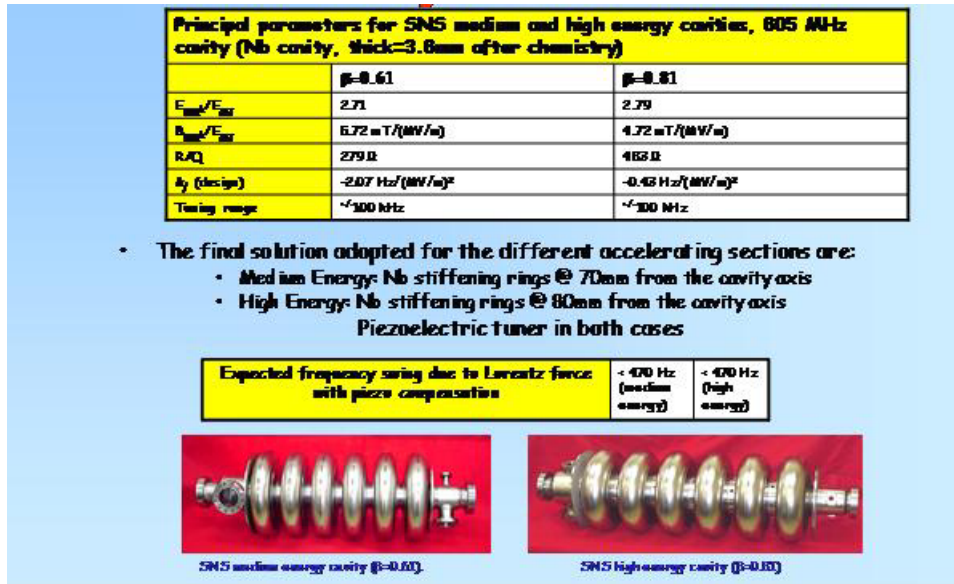 Principal parameters for SNS medium and high energy cavities, 805 MHz
cavity (Nb cavity, thick=3.8mm after chemistry)
β=0.61 β=0.81
E peak/E acc 2.71 2.79
B peak/E acc 5.72 mT/(MV/m) 4.72 mT/(MV/m)
R/Q 279 Ω 483 Ω
(design) -2.07 Hz/(MV/m)² -0.43 Hz/(MV/m)²
Tuning range +/-100 kHz +/-100 kHz
• The final solution adopted for the different accelerating sections are:
• Medium Energy: Nb stiffening rings @ 70mm from the cavity axis
• High Energy: Nb stiffening rings @ 80mm from the cavity axis
Piezoelectric tuner in both cases
Expected frequency swing due to Lorentz force
with piezo compensation
< 470 Hz
(medium
energy)
< 470 Hz
(high
energy)
SNS medium energy cavity (β=0.61).
SNS high energy cavity (β=0.81)